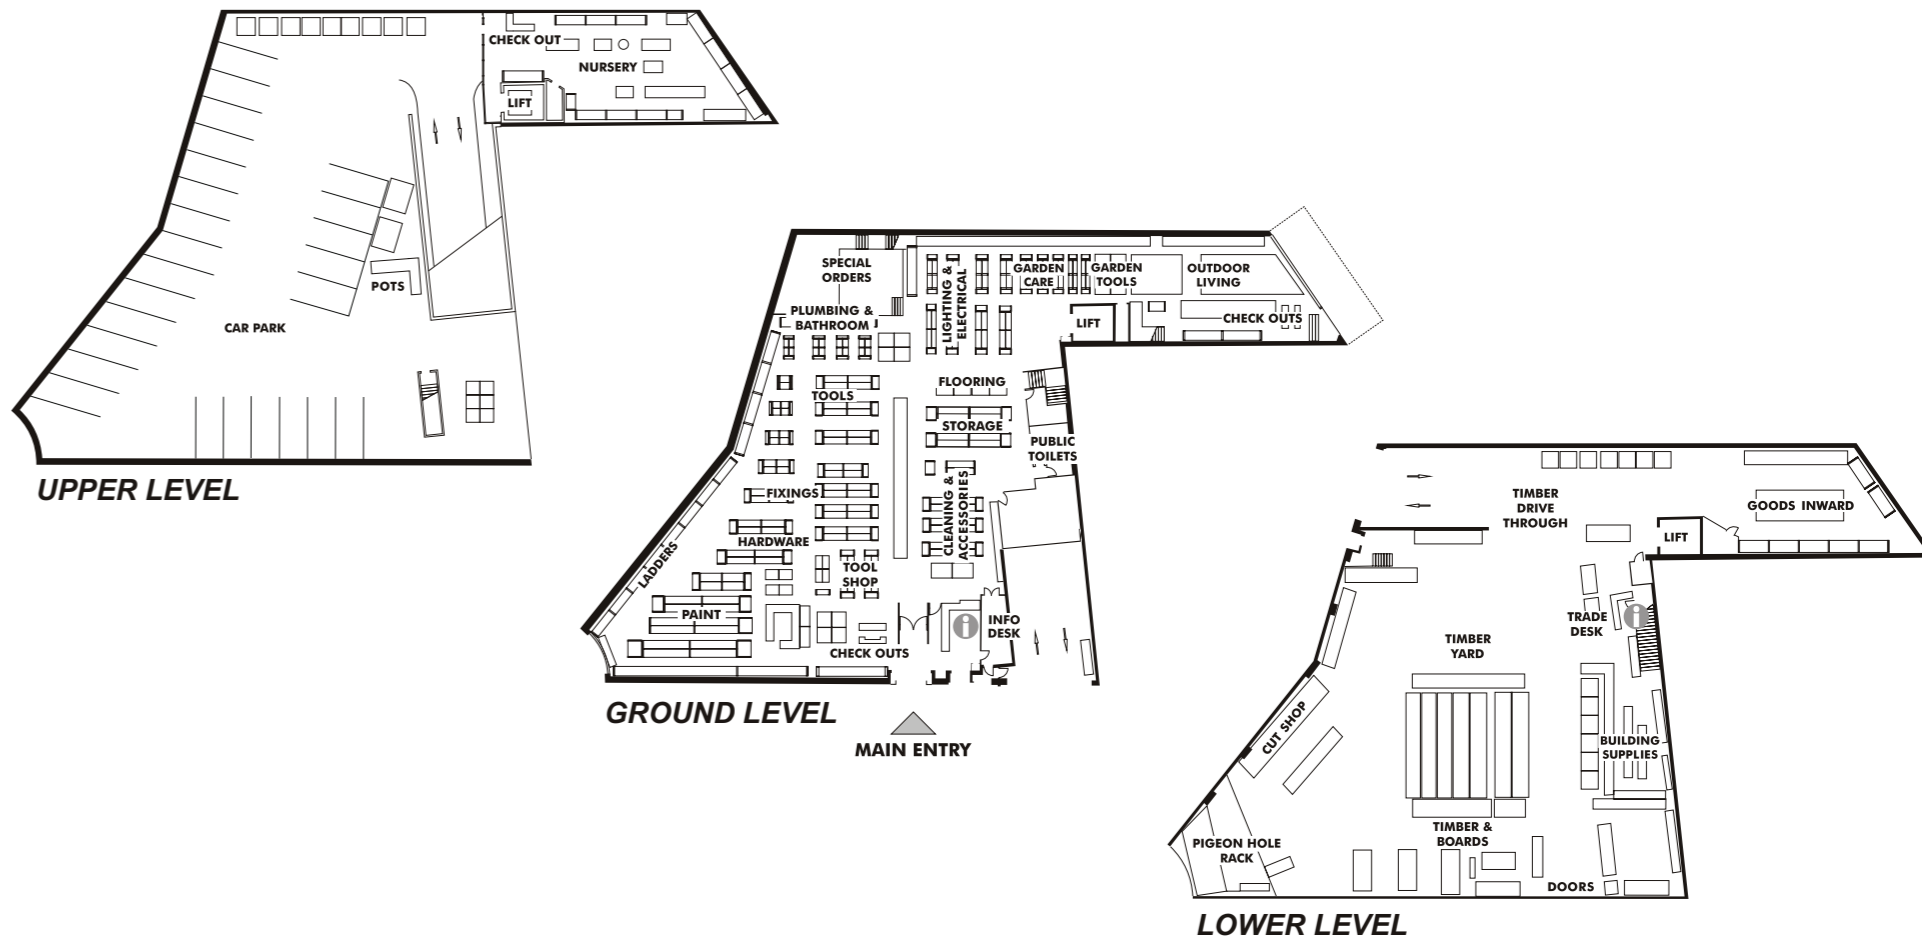 CHECK OUT
NURSERY
LIFT
POTS
CAR PARK
UPPER LEVEL
SPECIAL
ORDERS
PLUMBING &
BATHROOM
LIGHTING &
ELECTRICAL
GARDEN
CARE
GARDEN
TOOLS
OUTDOOR
LIVING
LIFT
CHECK OUTS
TOOLS
FLOORING
STORAGE
PUBLIC
TOILETS
FIXINGS
CLEANING &
ACCESSORIES
HARDWARE
LADDERS
TOOL
SHOP
PAINT
i
INFO
DESK
CHECK OUTS
GROUND LEVEL
MAIN ENTRY
TIMBER
DRIVE
THROUGH
GOODS INWARD
LIFT
TRADE
DESK
i
TIMBER
YARD
CUT SHOP
BUILDING
SUPPLIES
TIMBER &
BOARDS
PIGEON HOLE
RACK
DOORS
LOWER LEVEL